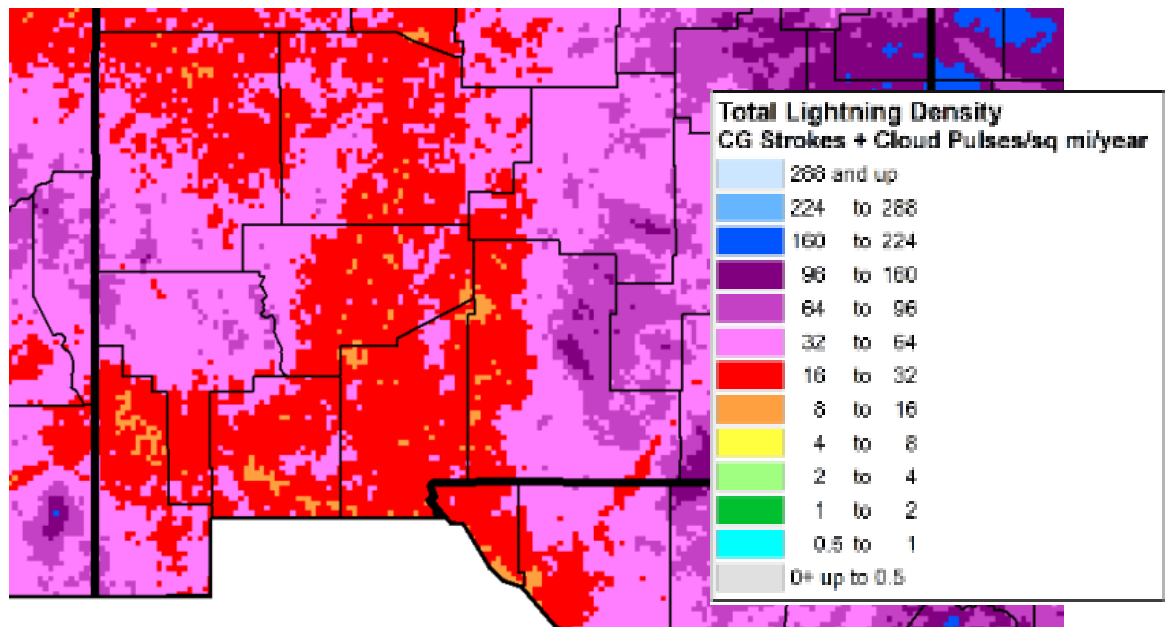 Total Lightning Density
CG Strokes + Cloud Pulses/sq mi/year
288 and up
224 to 288
160 to 224
96 to 160
64 to 96
32 to 64
16 to 32
8 to 16
4 to 8
2 to 4
1 to 2
0.5 to 1
0+ up to 0.5